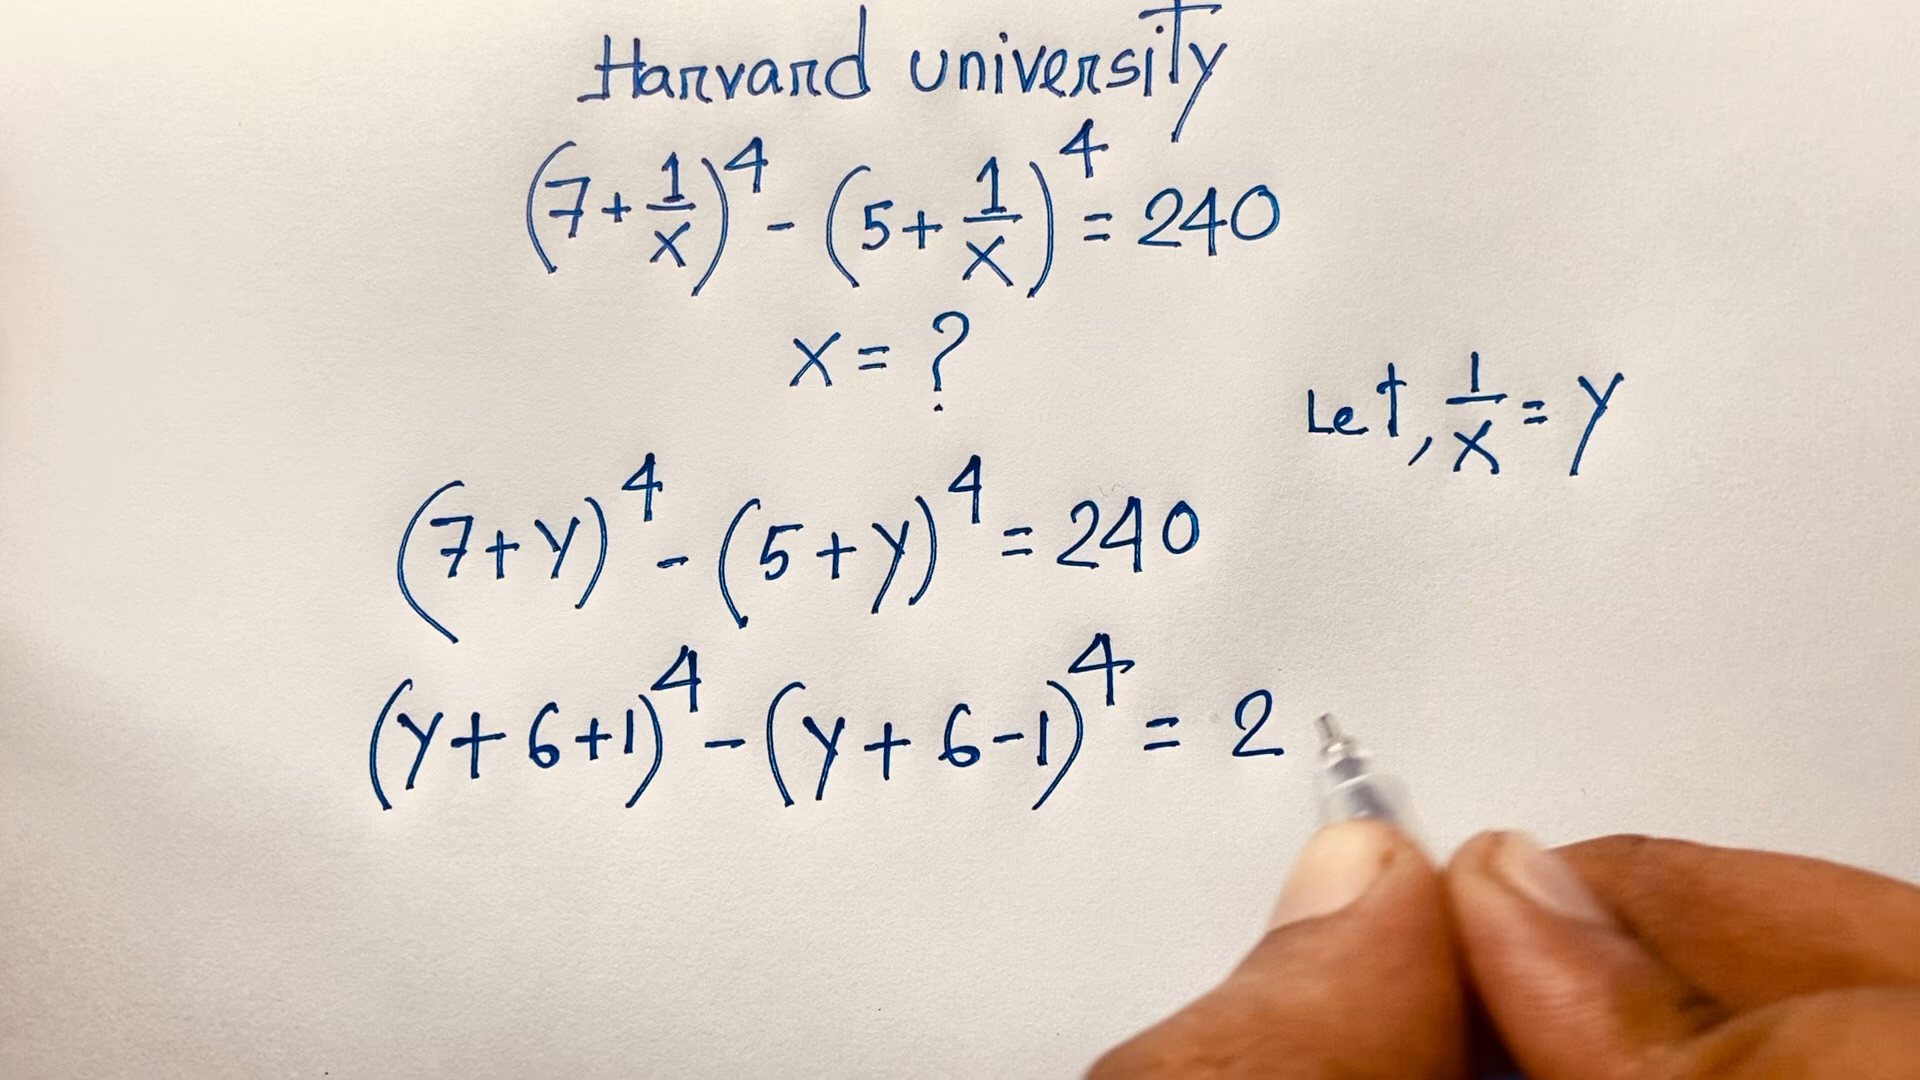 Harvard university
(7+1/x)^4 - (5+1/x)^4 = 240
x = ?
Let, 1/x = y
(7+y)^4 - (5+y)^4 = 240
(y+6+1)^4 - (y+6-1)^4 = 2